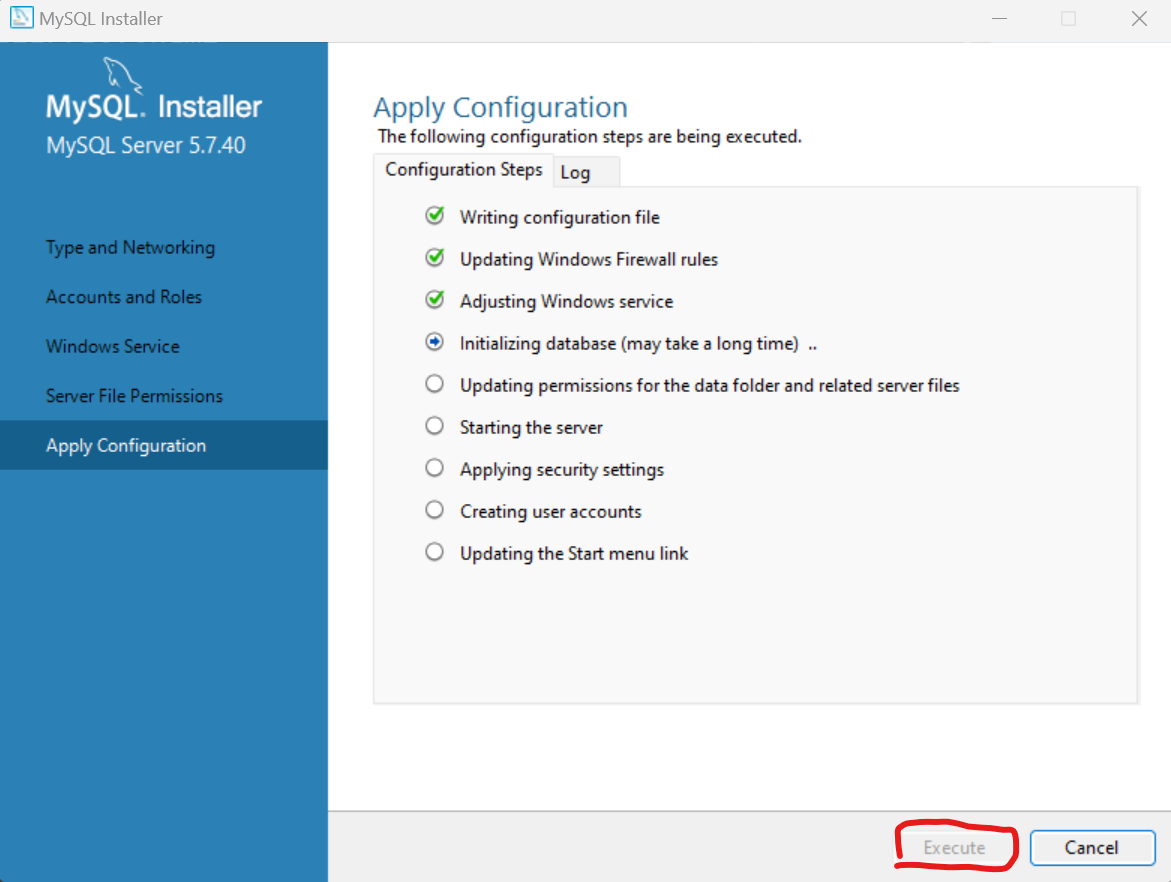 MySQL Installer
MySQL. Installer
MySQL Server 5.7.40
Type and Networking
Accounts and Roles
Windows Service
Server File Permissions
Apply Configuration
Apply Configuration
The following configuration steps are being executed.
Configuration Steps
Log
Writing configuration file
Updating Windows Firewall rules
Adjusting Windows service
Initializing database (may take a long time) ..
Updating permissions for the data folder and related server files
Starting the server
Applying security settings
Creating user accounts
Updating the Start menu link
Execute
Cancel